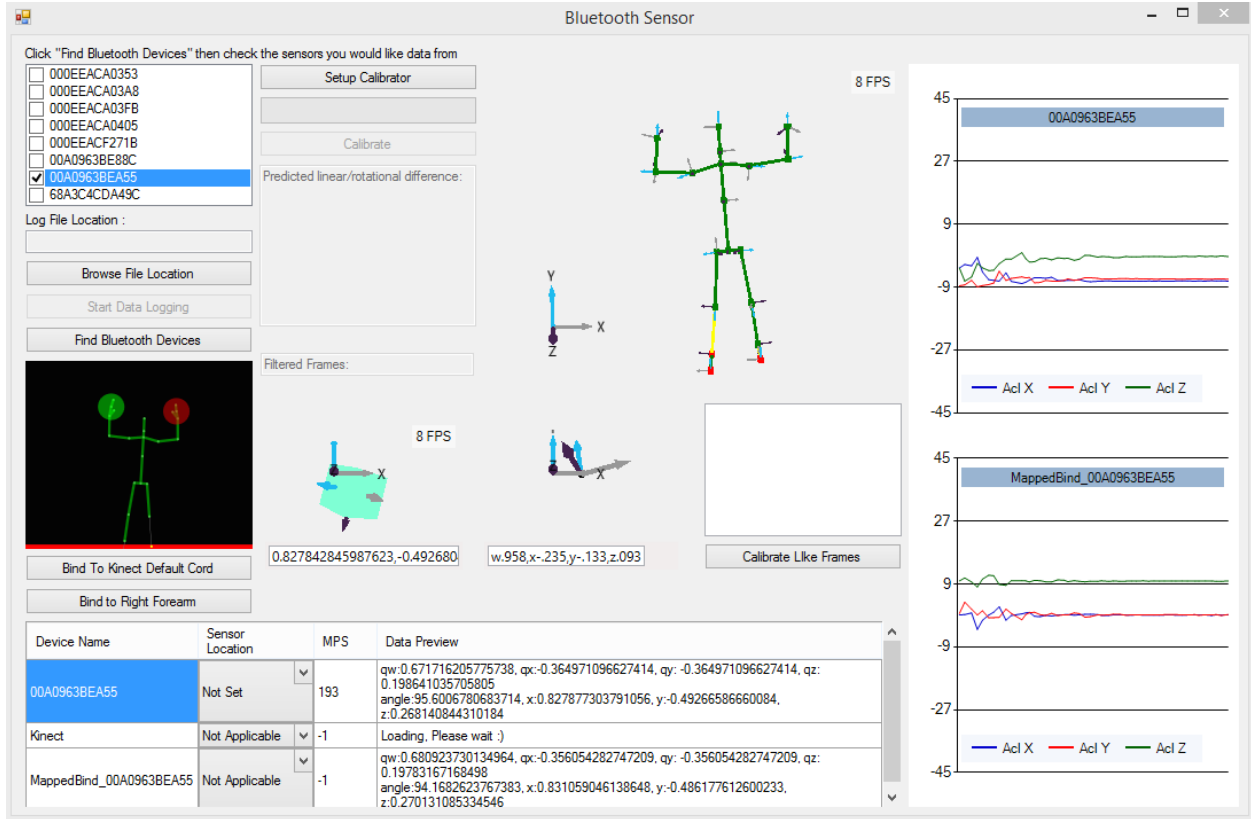 Bluetooth Sensor
Click "Find Bluetooth Devices" then check the sensors you would like data from
000EEACA0353
000EEACA03A8
000EEACA03FB
000EEACA0405
000EEACF271B
00A0963BE88C
00A0963BEA55
68A3C4CDA49C
Log File Location :
Browse File Location
Start Data Logging
Find Bluetooth Devices
Setup Calibrator
Calibrate
Predicted linear/rotational difference:
Filtered Frames:
8 FPS
Y
X
Z
8 FPS
X
X
0.827842845987623,-0.492680
w.958,x-.235,y-.133,z.093
Calibrate LIke Frames
Bind To Kinect Default Cord
Bind to Right Forearm
45
00A0963BEA55
27
9
-9
-27
Acl X Acl Y Acl Z
-45
45
MappedBind_00A0963BEA55
27
9
-9
-27
Acl X Acl Y Acl Z
-45
Device Name Sensor Location MPS Data Preview
00A0963BEA55 Not Set 193
qw:0.671716205775738, qx:-0.364971096627414, qy: -0.364971096627414, qz:
0.198641035705805
angle:95.6006780683714, x:0.827877303791056, y:-0.49266586660084,
z:0.268140844310184
Kinect Not Applicable -1 Loading, Please wait :)
MappedBind_00A0963BEA55 Not Applicable -1
qw:0.680923730134964, qx:-0.356054282747209, qy: -0.356054282747209, qz:
0.19783167168498
angle:94.1682623767383, x:0.831059046138648, y:-0.486177612600233,
z:0.270131085334546